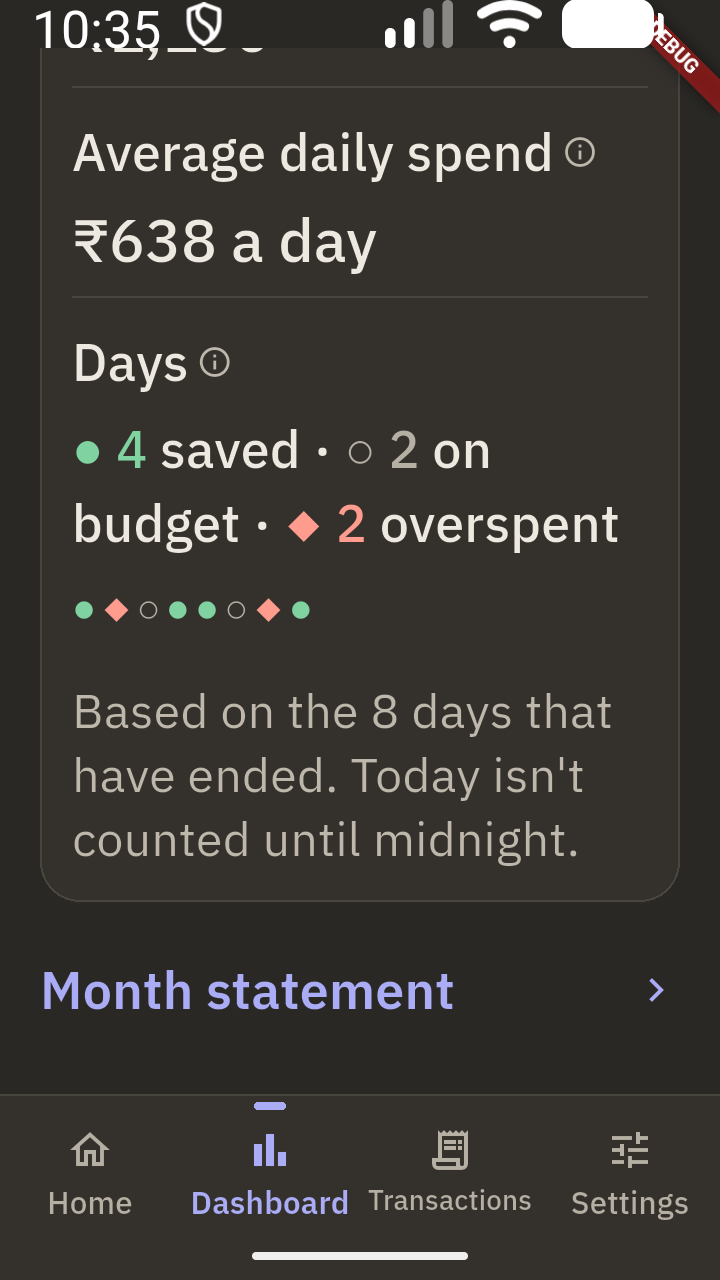 10:35
DEBUG
Average daily spend
₹638 a day
Days
4 saved · 2 on
budget · 2 overspent
Based on the 8 days that
have ended. Today isn't
counted until midnight.
Month statement
Home
Dashboard
Transactions
Settings